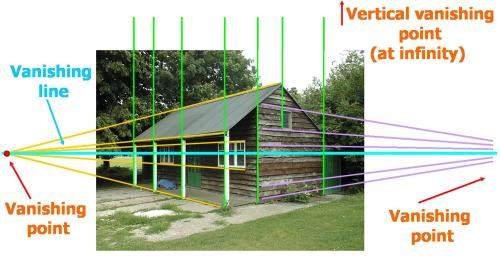 Vertical vanishing
point
(at infinity)
Vanishing
line
Vanishing
point
Vanishing
point